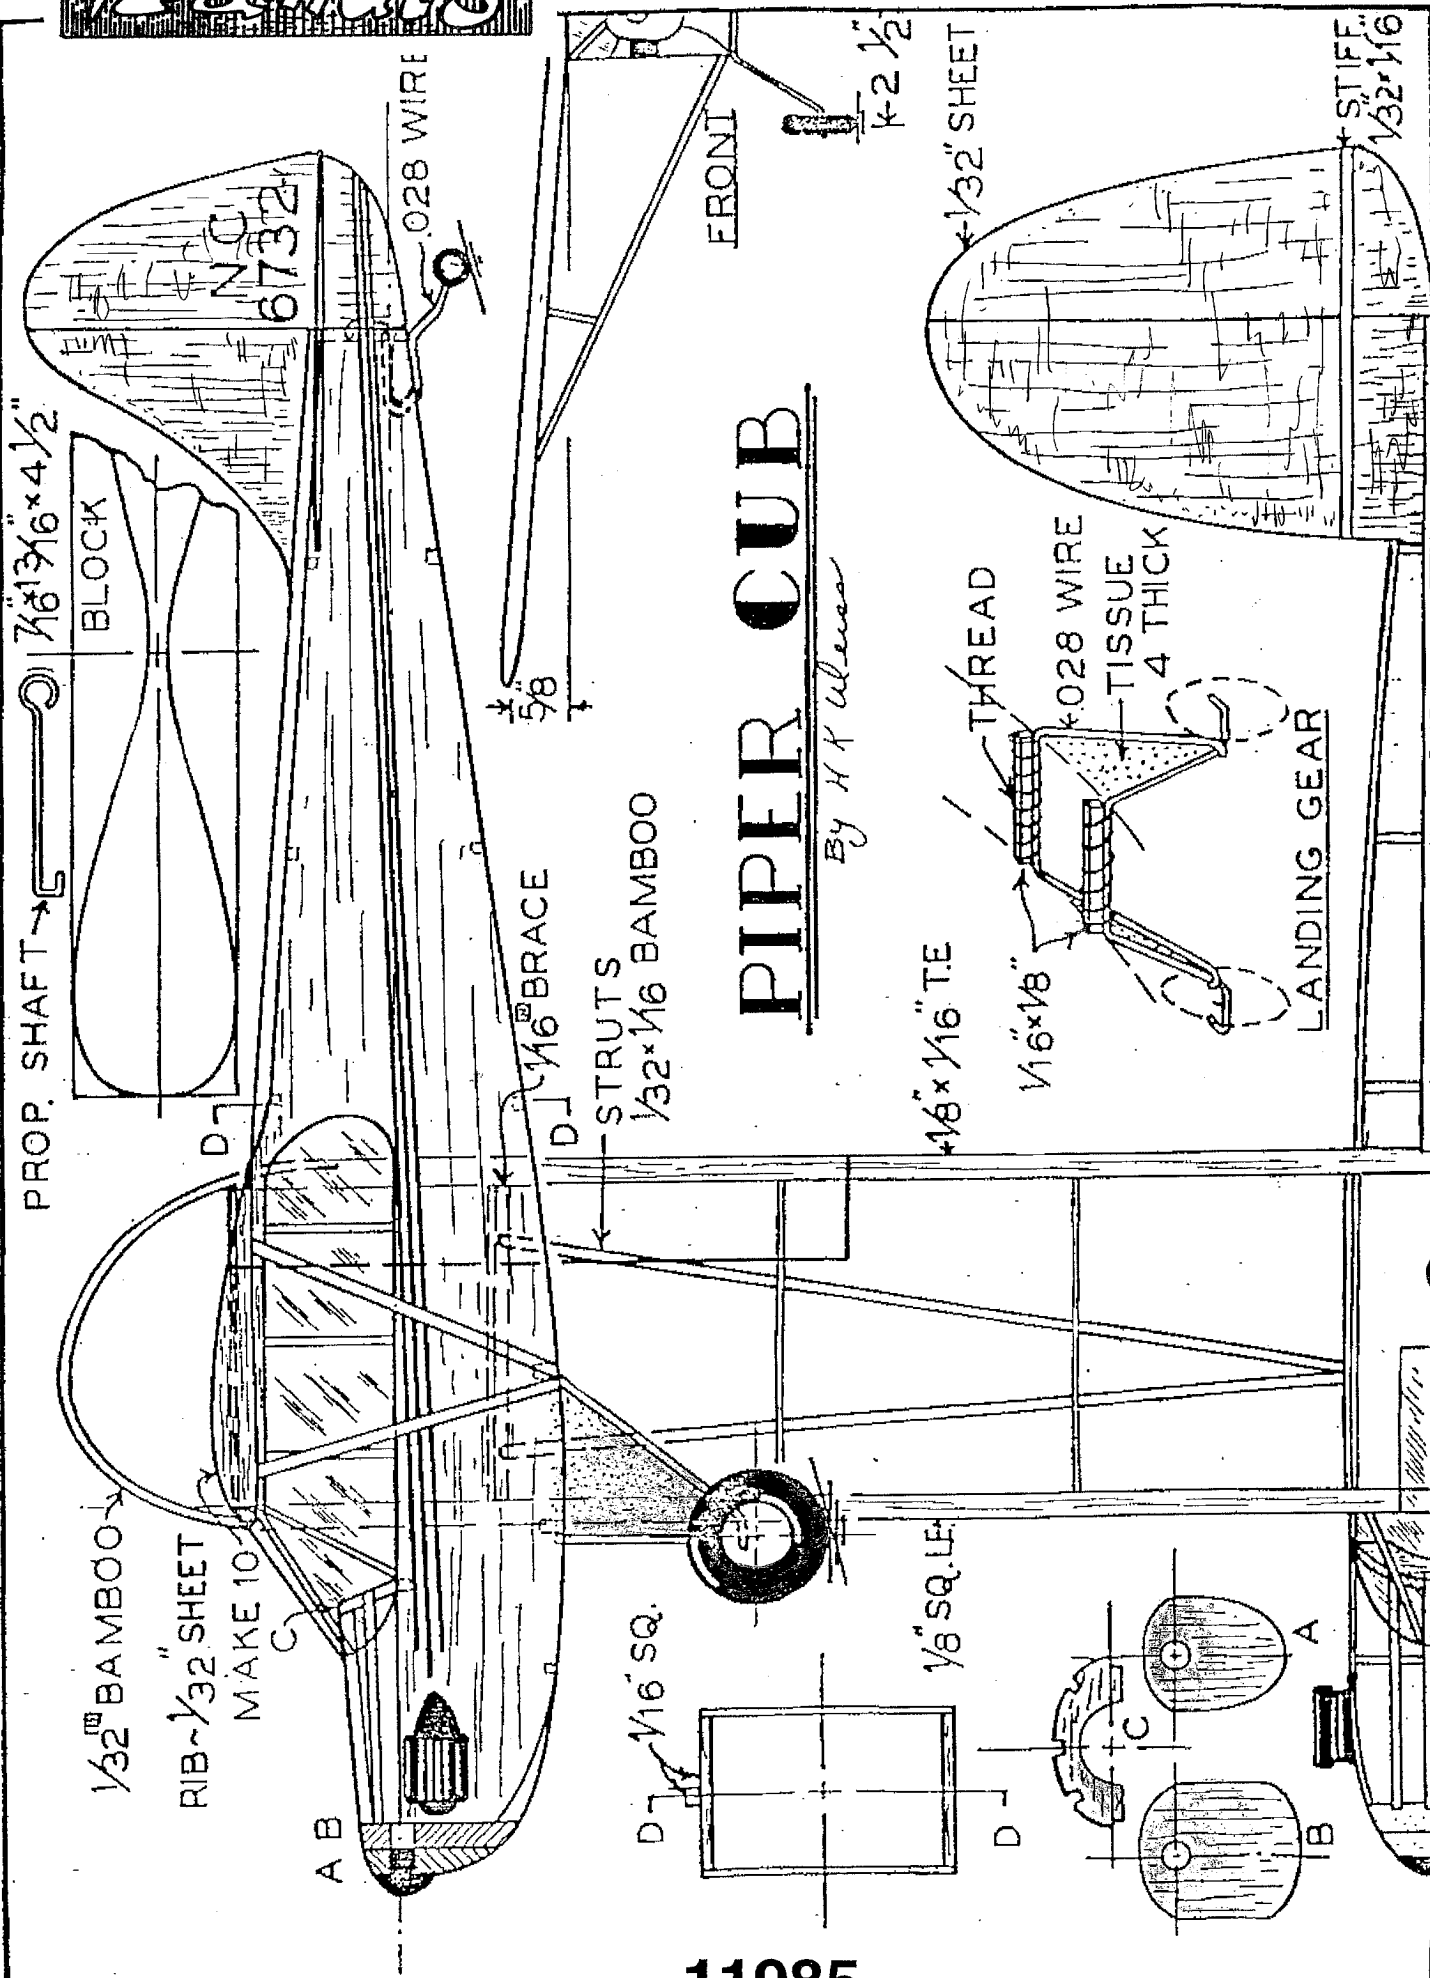 PROP. SHAFT
7/16"×13/16"×4 1/2"
BLOCK
NC
6732
.028 WIRE
FRONT
2 1/2"
1/32" SHEET
STIFF.
1/32"×1/16"
5/8"
D
D
1/16" BRACE
STRUTS
1/32×1/16 BAMBOO
1/32" BAMBOO
RIB~1/32" SHEET
MAKE 10
C
A B
PIPER CUB
By H K
THREAD
.028 WIRE
TISSUE
4 THICK
1/16"×1/8"
LANDING GEAR
1/8"×1/16" T.E
1/8" SQ. LE
1/16" SQ.
D
D
C
A
B
11985